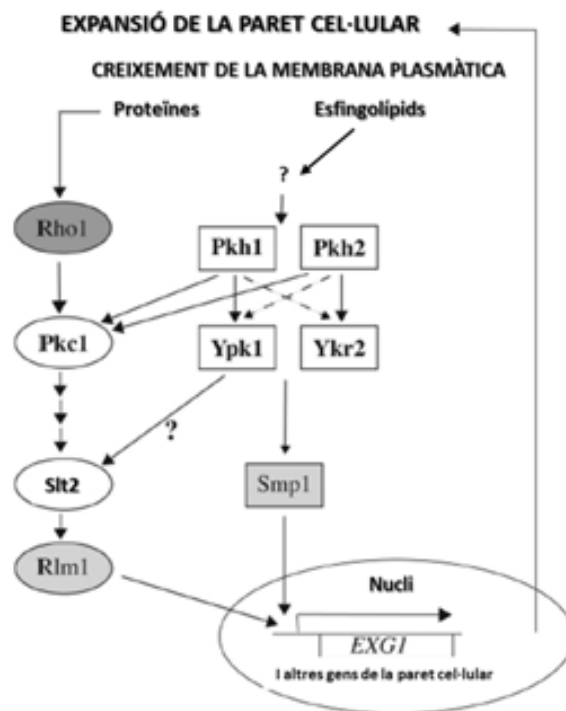 EXPANSIÓ DE LA PARET CEL·LULAR
CREIXEMENT DE LA MEMBRANA PLASMÀTICA
Proteïnes Esfingolípids
?
Rho1
Pkh1 Pkh2
Pkc1
Ypk1 Ykr2
?
Slt2
Smp1
Rlm1
Nucli
EXG1
I altres gens de la paret cel·lular